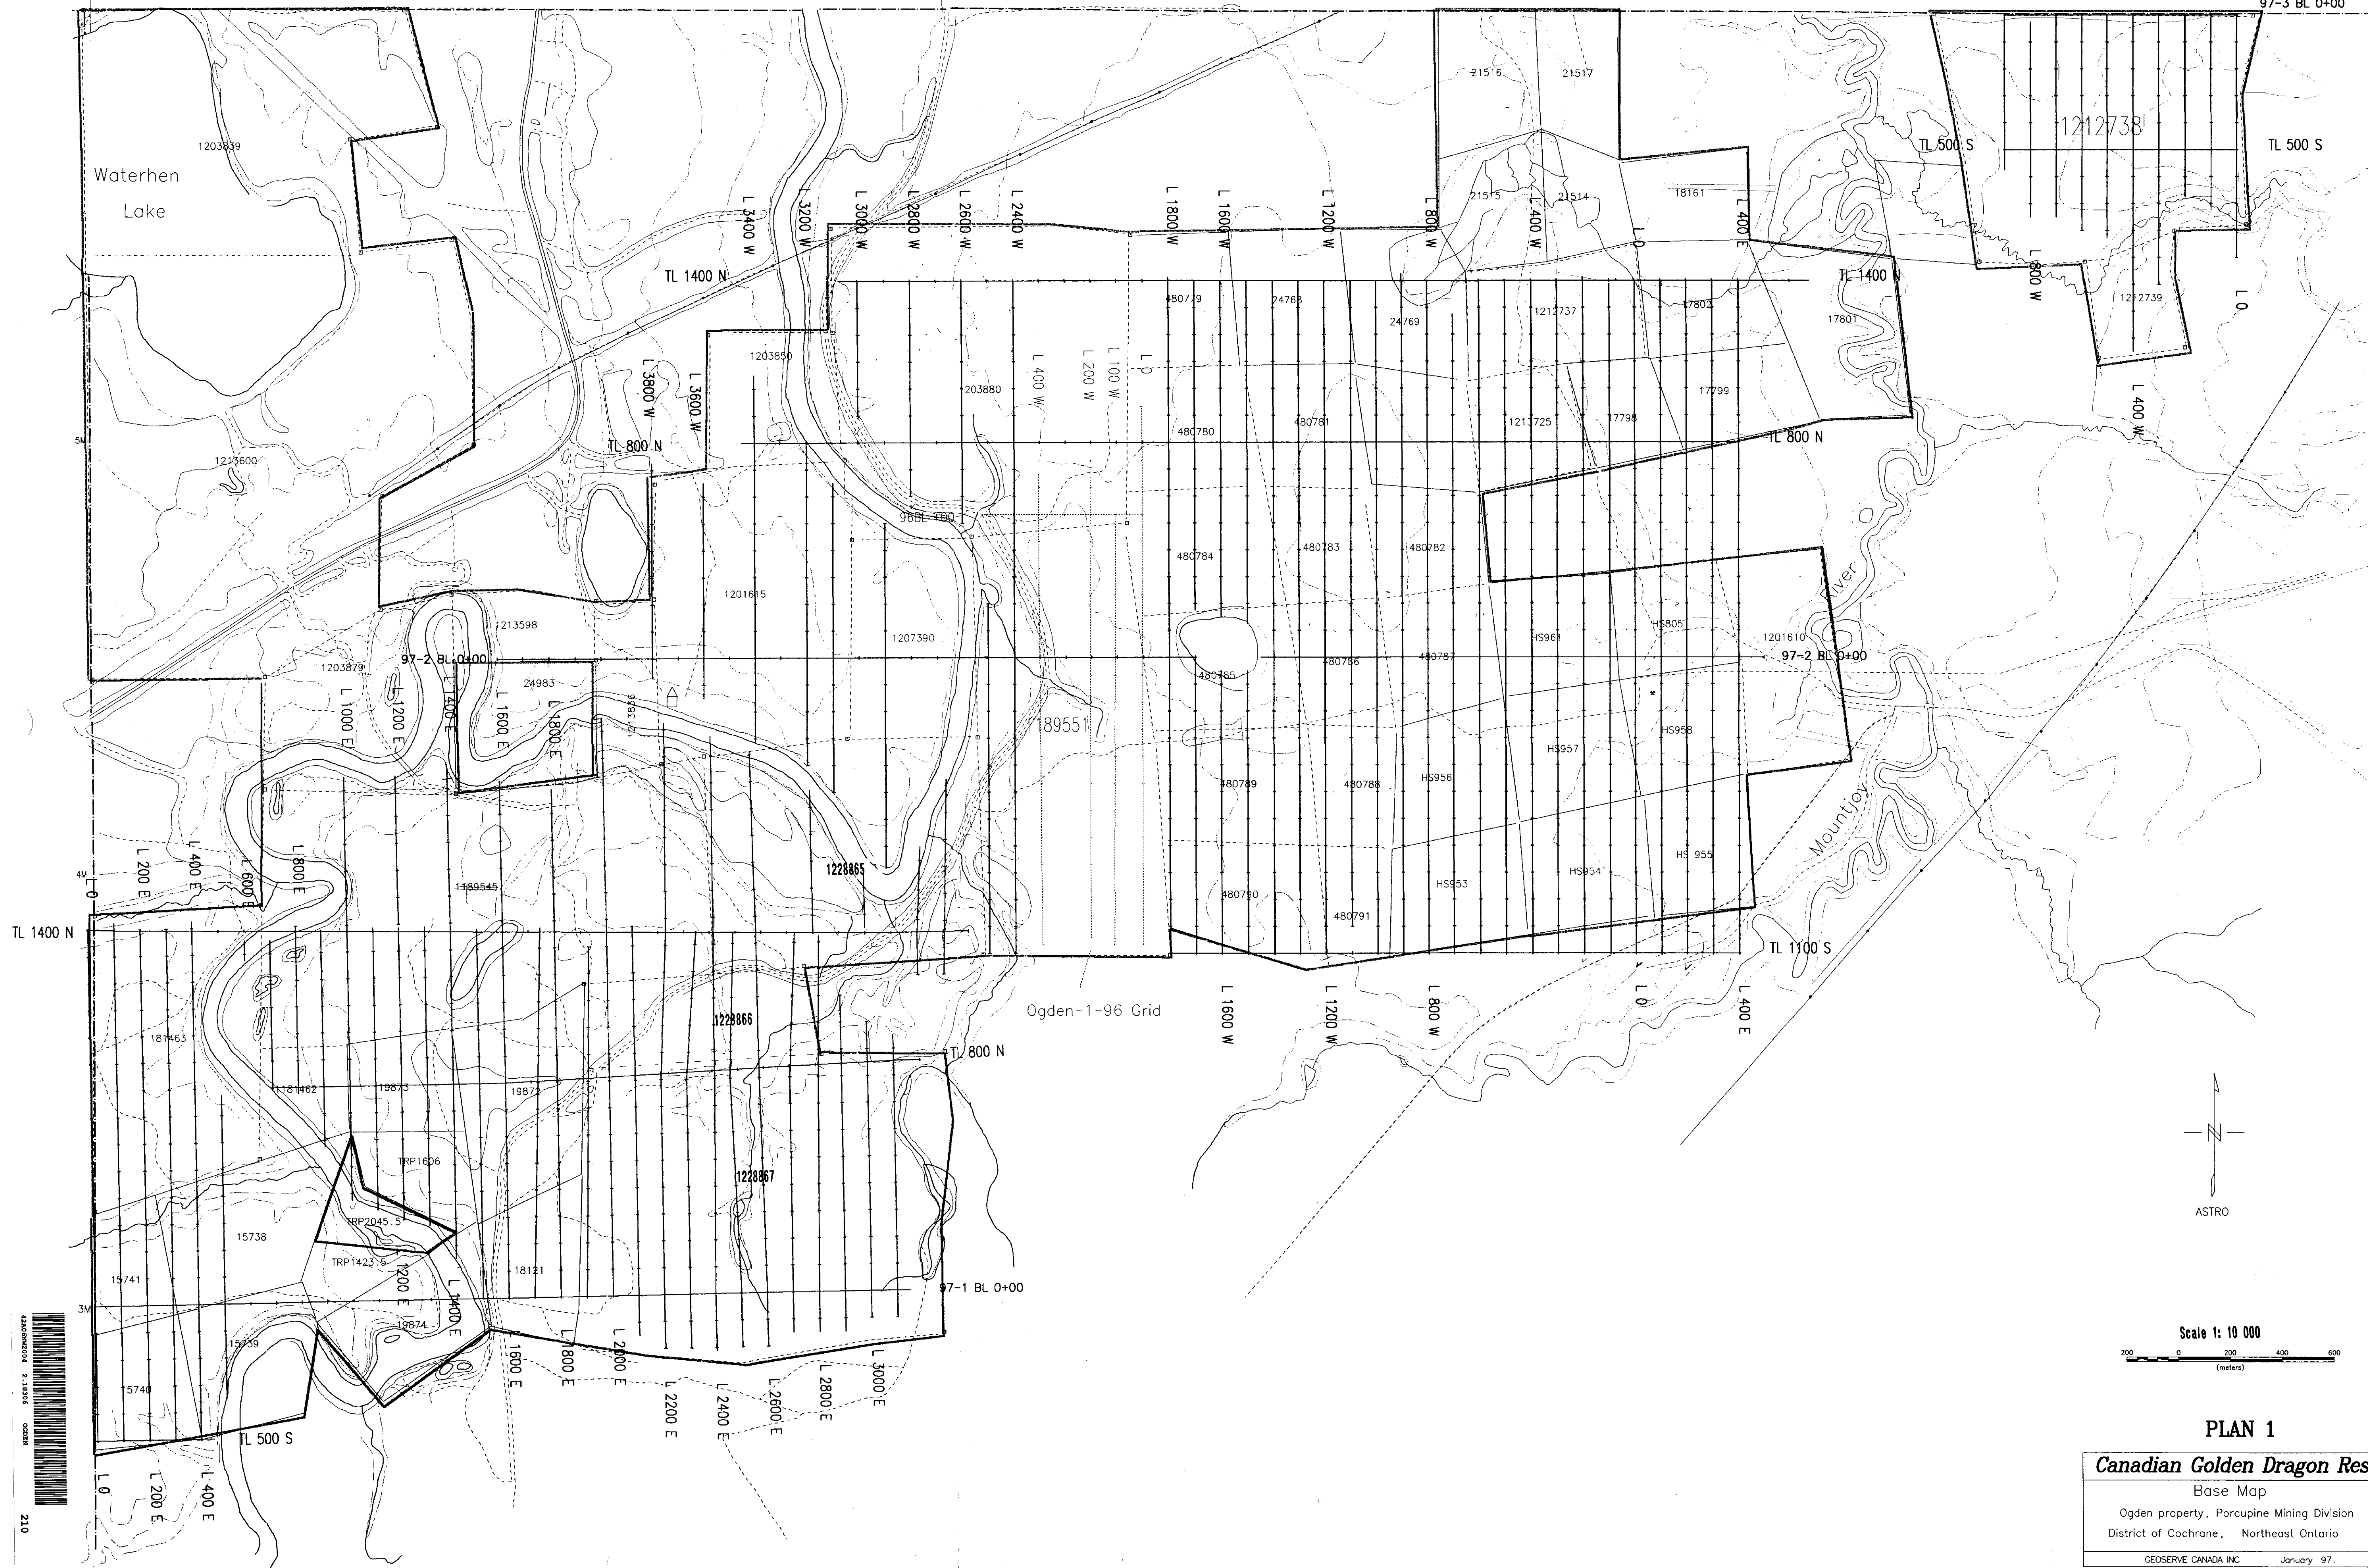 97-3 BL 0+00
21516
21517
1212738
TL 500 S
TL 500 S
1203839
Waterhen
Lake
21515
21514
18161
L 3400 W
L 3200 W
L 3000 W
L 2800 W
L 2600 W
L 2400 W
L 1800 W
L 1600 W
L 1200 W
L 800 W
L 400 W
L 0
L 400 E
TL 1400 N
TL 1400 N
L 800 W
L 0
480779
24768
24769
1212737
17802
17801
1212739
1203850
L 3800 W
L 3600 W
203880
L 400 W
L 200 W
L 100 W
L 0
17799
L 400 W
5M
1213600
TL 800 N
480780
480781
1213725
17798
TL 800 N
96BL +00
480784
480783
480782
1201615
River
1213598
1207390
HS961
HS805
1201610
1203879
97-2 BL 0+00
480786
480787
97-2 BL 0+00
24983
480785
L 1000 E
L 1200 E
L 1400 E
L 1600 E
L 1800 E
1189551
HS958
HS957
HS956
480789
480788
Mountjoy
4M
L 0
L 200 E
L 400 E
L 600 E
L 800 E
1228865
1189545
HS 955
HS954
HS953
480790
480791
TL 1400 N
TL 1100 S
Ogden-1-96 Grid
L 1600 W
L 1200 W
L 800 W
L 0
L 400 E
1228866
181463
TL 800 N
1181462
19873
19872
TRP1606
1228867
TRP2045.5
15738
TRP1423.5
15741
18121
L 1200 E
L 1400 E
97-1 BL 0+00
3M
19874
15739
15740
L 1600 E
L 1800 E
L 2000 E
L 2200 E
L 2400 E
L 2600 E
L 2800 E
L 3000 E
TL 500 S
L 0
L 200 E
L 400 E
N
ASTRO
Scale 1: 10 000
200 0 200 400 600
(meters)
PLAN 1
Canadian Golden Dragon Res
Base Map
Ogden property, Porcupine Mining Division
District of Cochrane, Northeast Ontario
GEOSERVE CANADA INC January 97.
42A06NW2004 2.18306 OGDEN
210